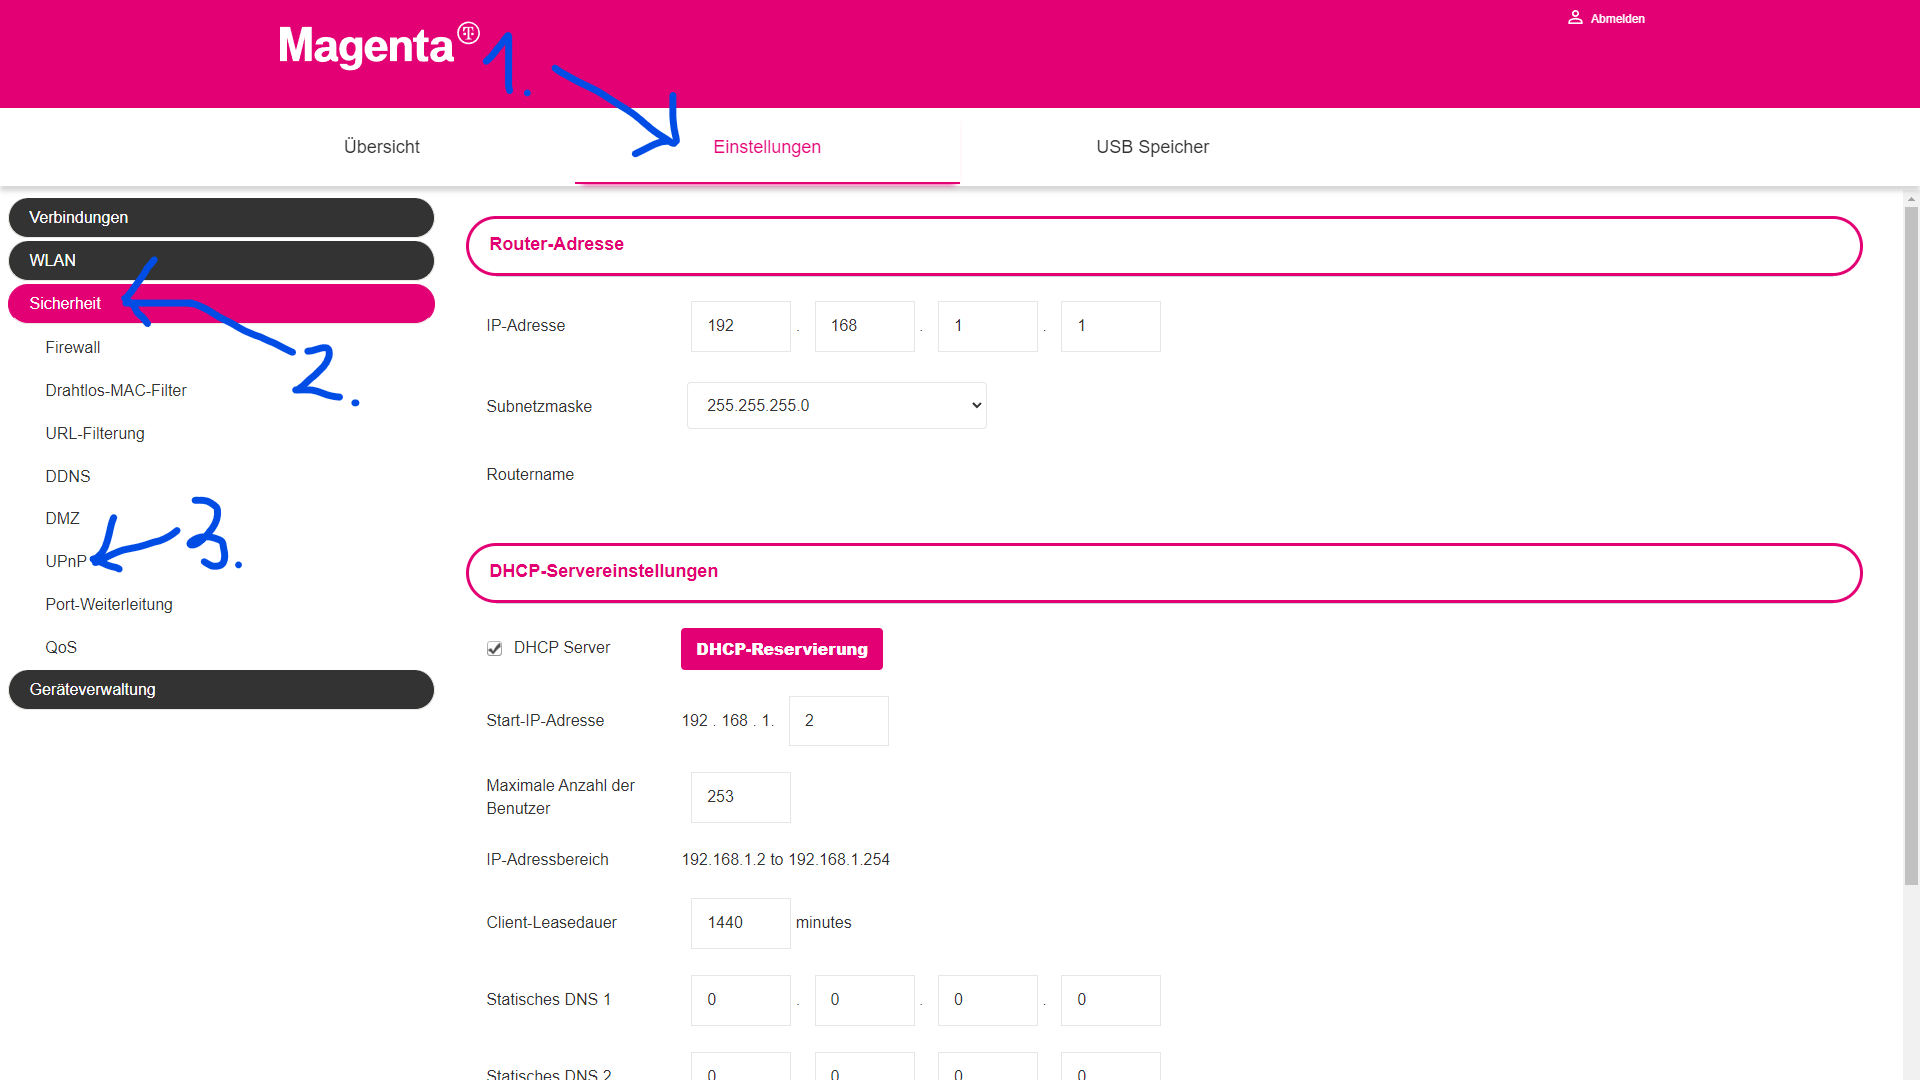 Magenta T 1.
Abmelden
Übersicht
Einstellungen
USB Speicher
Verbindungen
WLAN
Sicherheit
2.
Firewall
Drahtlos-MAC-Filter
URL-Filterung
DDNS
DMZ
UPnP 3.
Port-Weiterleitung
QoS
Geräteverwaltung
Router-Adresse
IP-Adresse 192 . 168 . 1 . 1
Subnetzmaske 255.255.255.0
Routername
DHCP-Servereinstellungen
DHCP Server DHCP-Reservierung
Start-IP-Adresse 192 . 168 . 1. 2
Maximale Anzahl der
Benutzer 253
IP-Adressbereich 192.168.1.2 to 192.168.1.254
Client-Leasedauer 1440 minutes
Statisches DNS 1 0 . 0 . 0 . 0
Statisches DNS 2 0 0 0 0